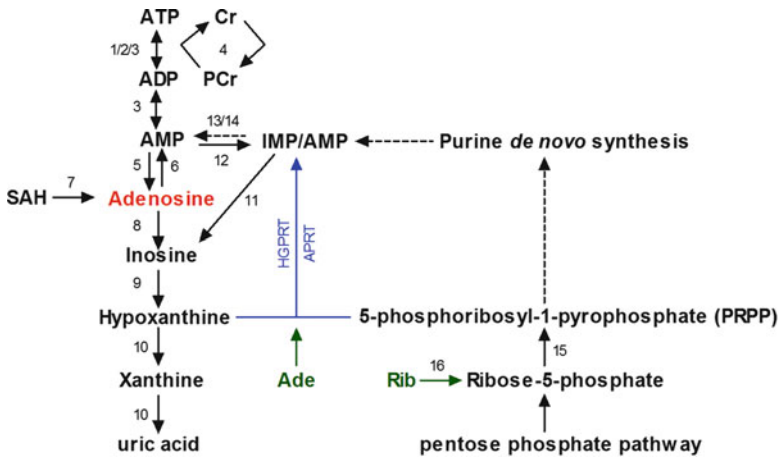 ATP Cr
1/2/3 4
ADP PCr
3
13/14
AMP IMP/AMP Purine de novo synthesis
12
5 6
7
SAH Adenosine
11
8
HGPRT
APRT
Inosine
9
Hypoxanthine 5-phosphoribosyl-1-pyrophosphate (PRPP)
10 15
16
Xanthine Ade Rib Ribose-5-phosphate
10
uric acid pentose phosphate pathway